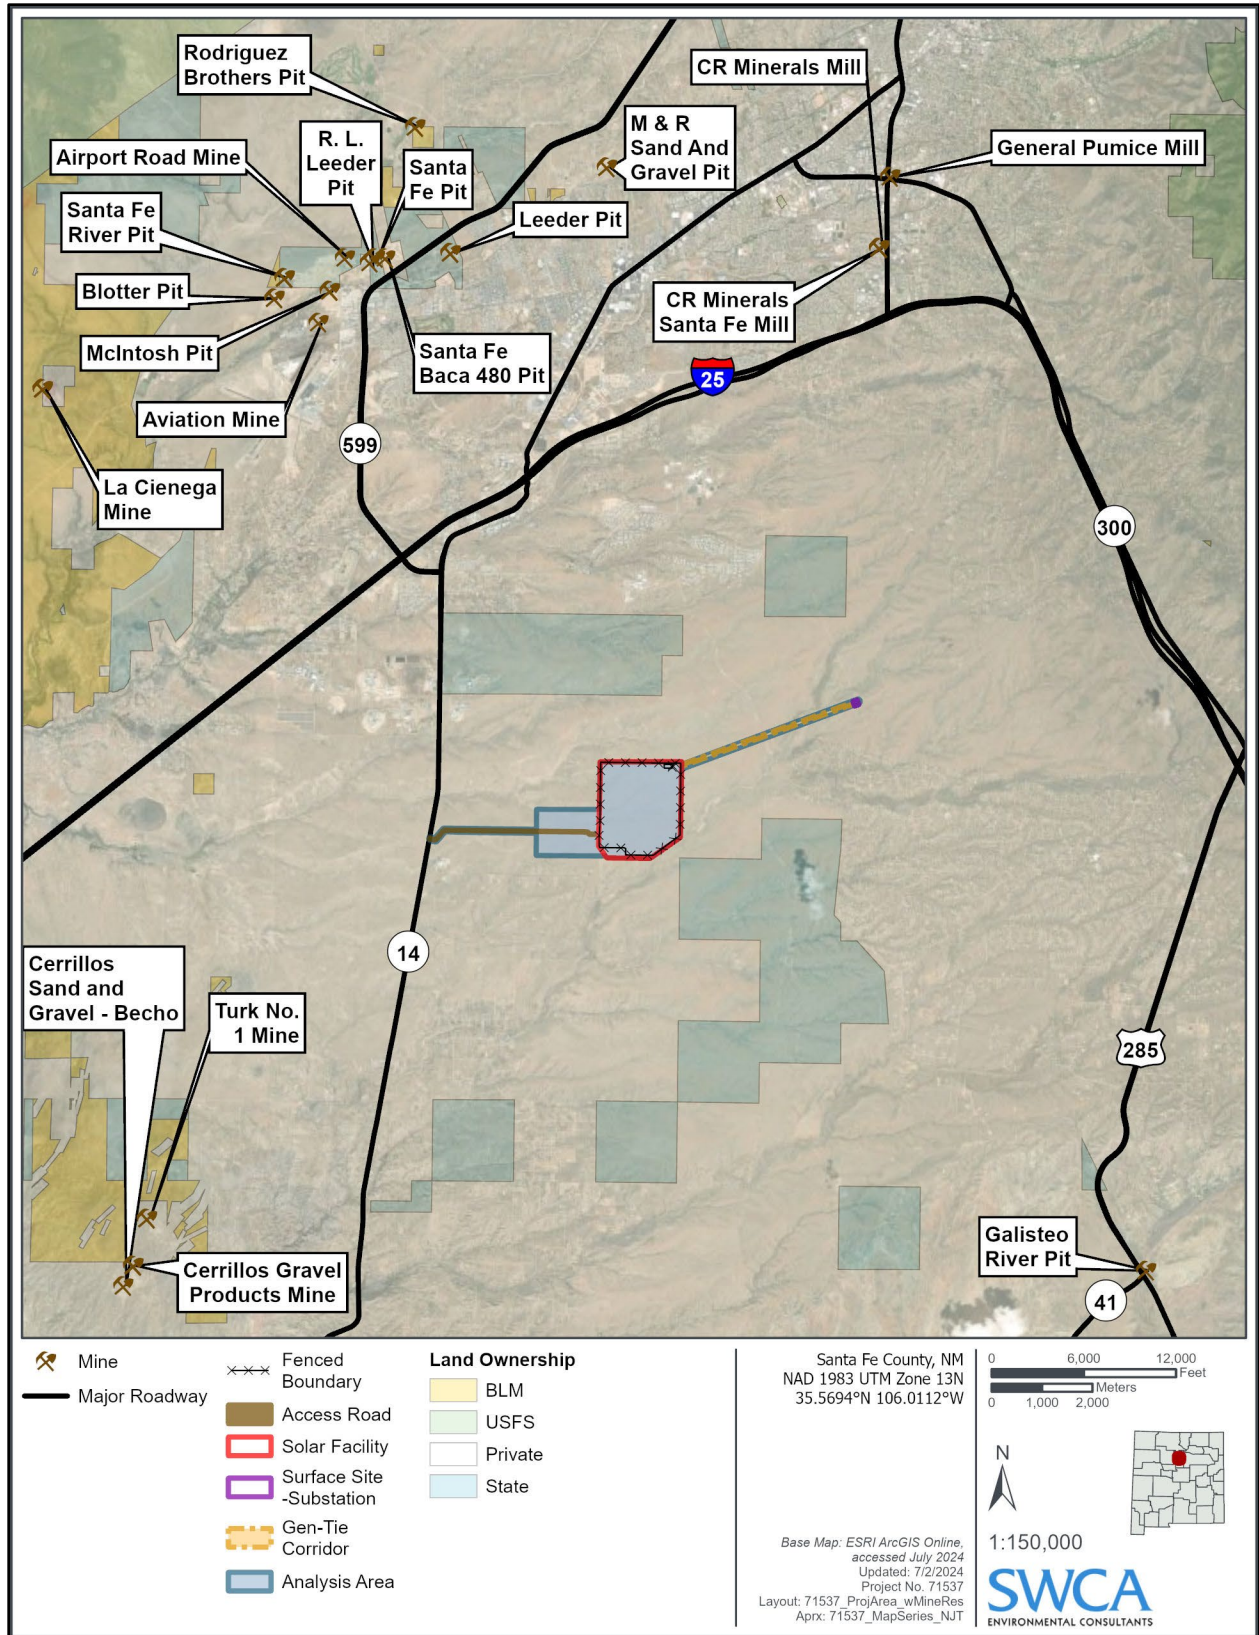 Rodriguez
Brothers Pit
CR Minerals Mill
M & R
Sand And
Gravel Pit
R. L.
Leeder
Pit
Airport Road Mine
Santa
Fe Pit
General Pumice Mill
Santa Fe
River Pit
Leeder Pit
Blotter Pit
CR Minerals
Santa Fe Mill
McIntosh Pit
Santa Fe
Baca 480 Pit
25
Aviation Mine
599
La Cienega
Mine
300
14
Cerrillos
Sand and
Gravel - Becho
Turk No.
1 Mine
285
Galisteo
River Pit
Cerrillos Gravel
Products Mine
41
Mine
Major Roadway
Fenced
Boundary
Access Road
Solar Facility
Surface Site
-Substation
Gen-Tie
Corridor
Analysis Area
Land Ownership
BLM
USFS
Private
State
Santa Fe County, NM
NAD 1983 UTM Zone 13N
35.5694°N 106.0112°W
Base Map: ESRI ArcGIS Online,
accessed July 2024
Updated: 7/2/2024
Project No. 71537
Layout: 71537_ProjArea_wMineRes
Aprx: 71537_MapSeries_NJT
0 6,000 12,000
Feet
Meters
0 1,000 2,000
N
1:150,000
SWCA
ENVIRONMENTAL CONSULTANTS